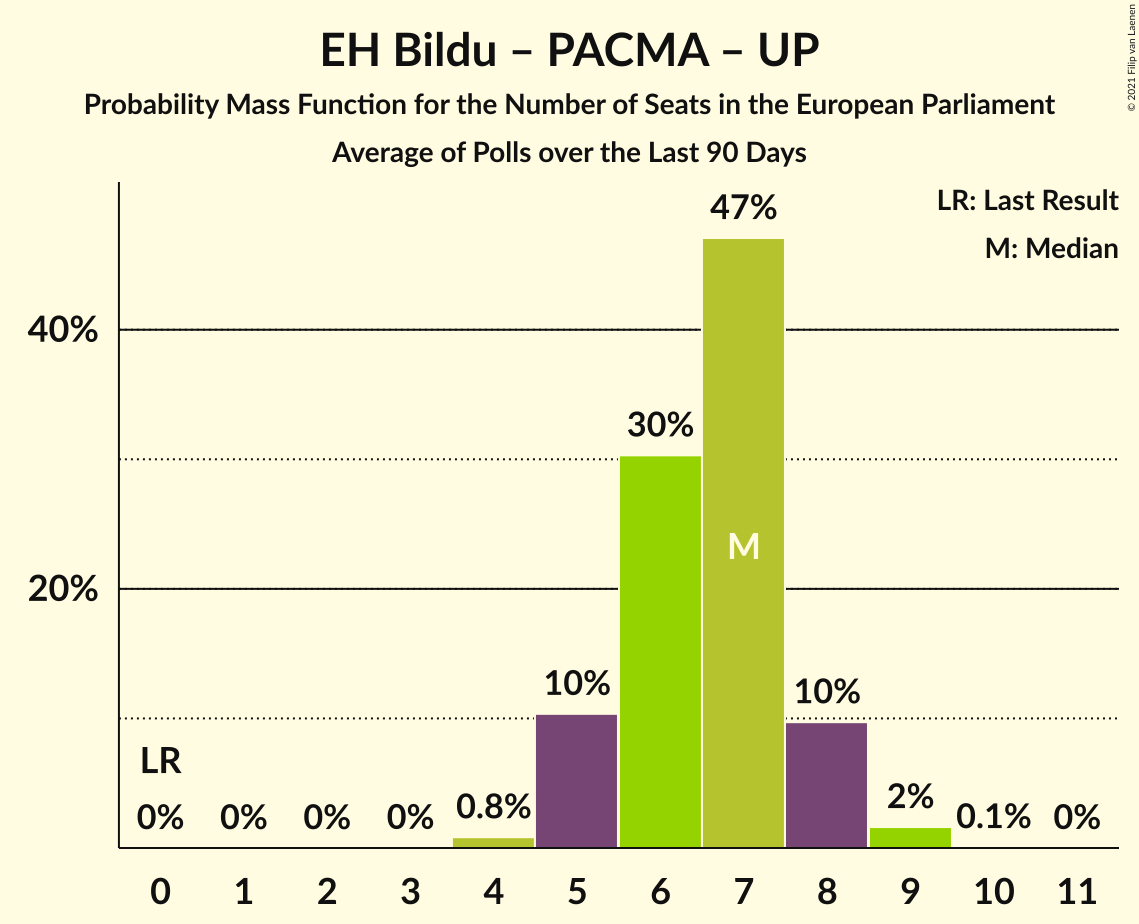 EH Bildu – PACMA – UP
Probability Mass Function for the Number of Seats in the European Parliament
Average of Polls over the Last 90 Days
© 2021 Filip van Laenen
LR: Last Result
M: Median
47%
40%
30%
M
20%
10%
10%
LR
0%
0%
0%
0%
0.8%
2%
0.1%
0%
0 1 2 3 4 5 6 7 8 9 10 11